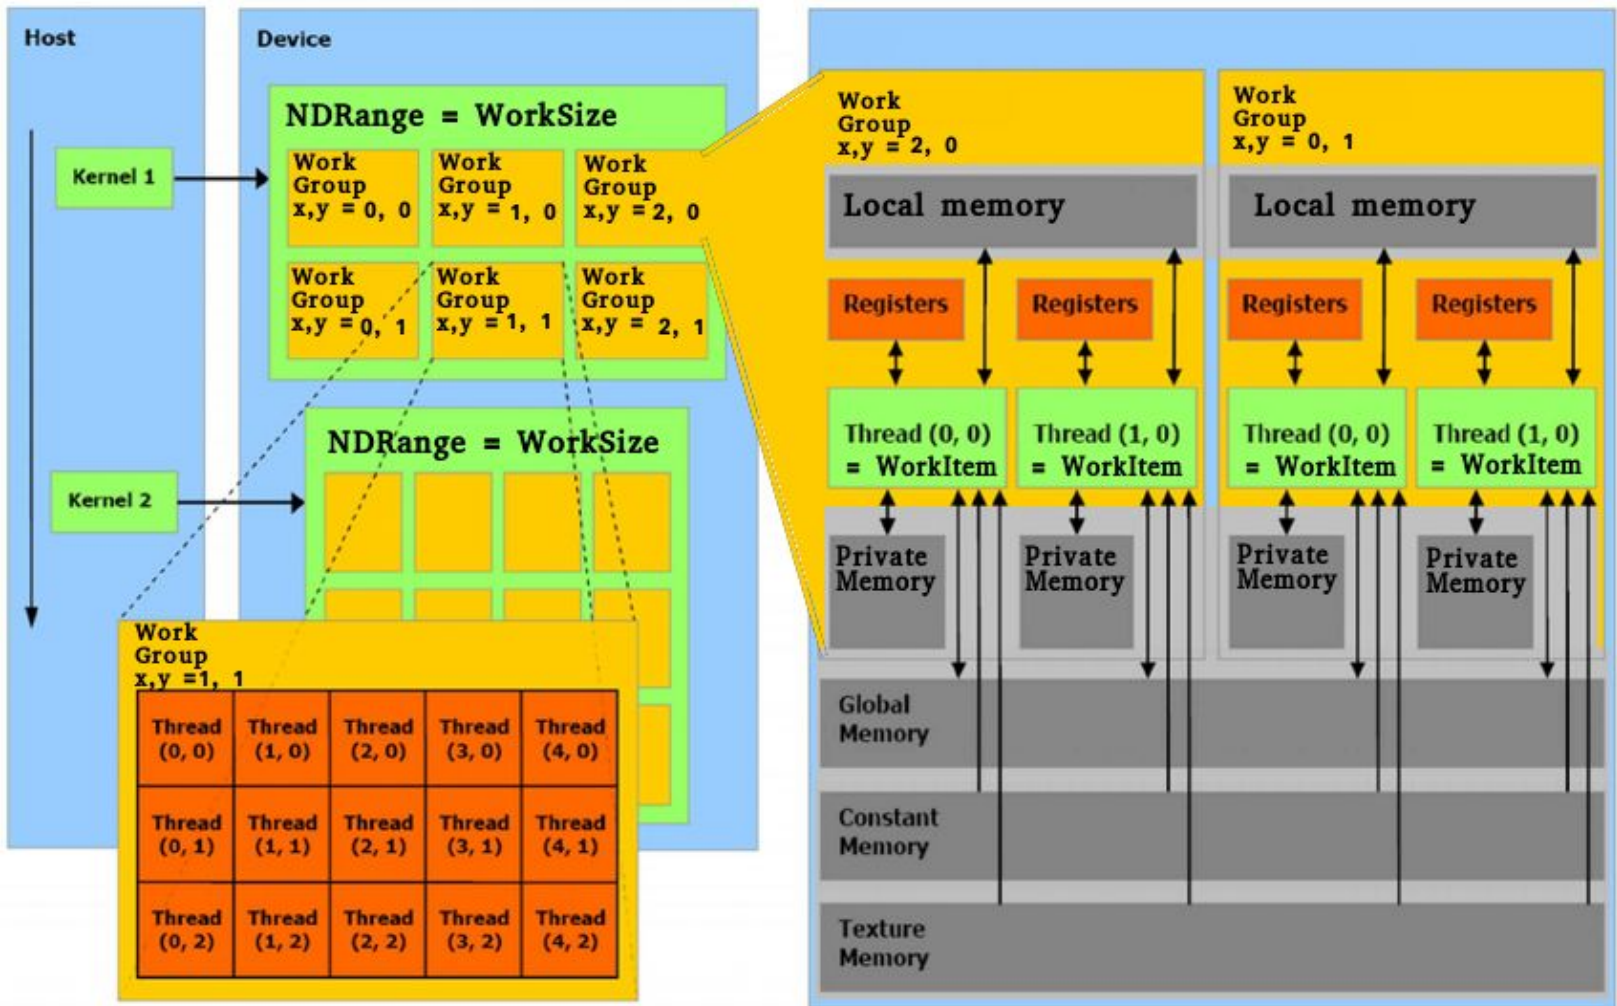 Host
Device
NDRange = WorkSize
Kernel 1
Work
Group
x,y = 0, 0
Work
Group
x,y = 1, 0
Work
Group
x,y = 2, 0
Work
Group
x,y = 0, 1
Work
Group
x,y = 1, 1
Work
Group
x,y = 2, 1
NDRange = WorkSize
Kernel 2
Work
Group
x,y =1, 1
Thread
(0, 0)
Thread
(1, 0)
Thread
(2, 0)
Thread
(3, 0)
Thread
(4, 0)
Thread
(0, 1)
Thread
(1, 1)
Thread
(2, 1)
Thread
(3, 1)
Thread
(4, 1)
Thread
(0, 2)
Thread
(1, 2)
Thread
(2, 2)
Thread
(3, 2)
Thread
(4, 2)
Work
Group
x,y = 2, 0
Local memory
Registers
Registers
Thread (0, 0)
= WorkItem
Thread (1, 0)
= WorkItem
Private
Memory
Private
Memory
Work
Group
x,y = 0, 1
Local memory
Registers
Registers
Thread (0, 0)
= WorkItem
Thread (1, 0)
= WorkItem
Private
Memory
Private
Memory
Global
Memory
Constant
Memory
Texture
Memory